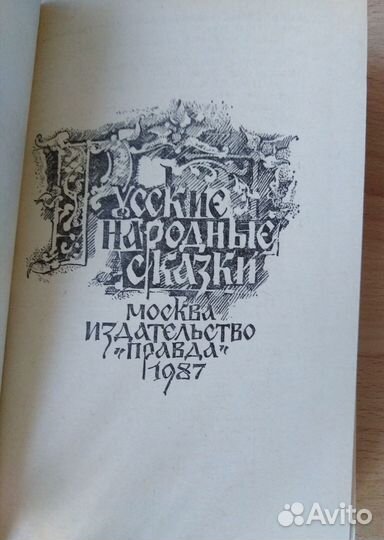 Русские
народные
сказки
Москва
издательство
„Правда"
1987
Avito